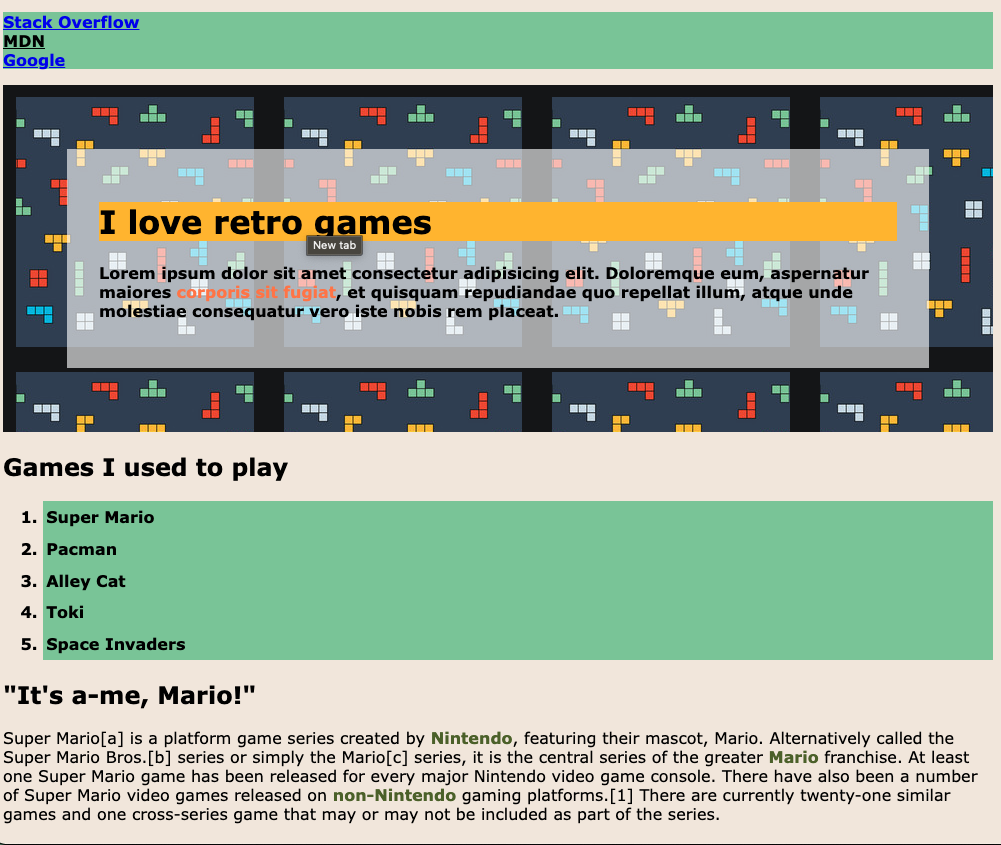 Stack Overflow
MDN
Google
I love retro games
New tab
Lorem ipsum dolor sit amet consectetur adipisicing elit. Doloremque eum, aspernatur
maiores corporis sit fugiat, et quisquam repudiandae quo repellat illum, atque unde
molestiae consequatur vero iste nobis rem placeat.
Games I used to play
1. Super Mario
2. Pacman
3. Alley Cat
4. Toki
5. Space Invaders
"It's a-me, Mario!"
Super Mario[a] is a platform game series created by Nintendo, featuring their mascot, Mario. Alternatively called the
Super Mario Bros.[b] series or simply the Mario[c] series, it is the central series of the greater Mario franchise. At least
one Super Mario game has been released for every major Nintendo video game console. There have also been a number
of Super Mario video games released on non-Nintendo gaming platforms.[1] There are currently twenty-one similar
games and one cross-series game that may or may not be included as part of the series.